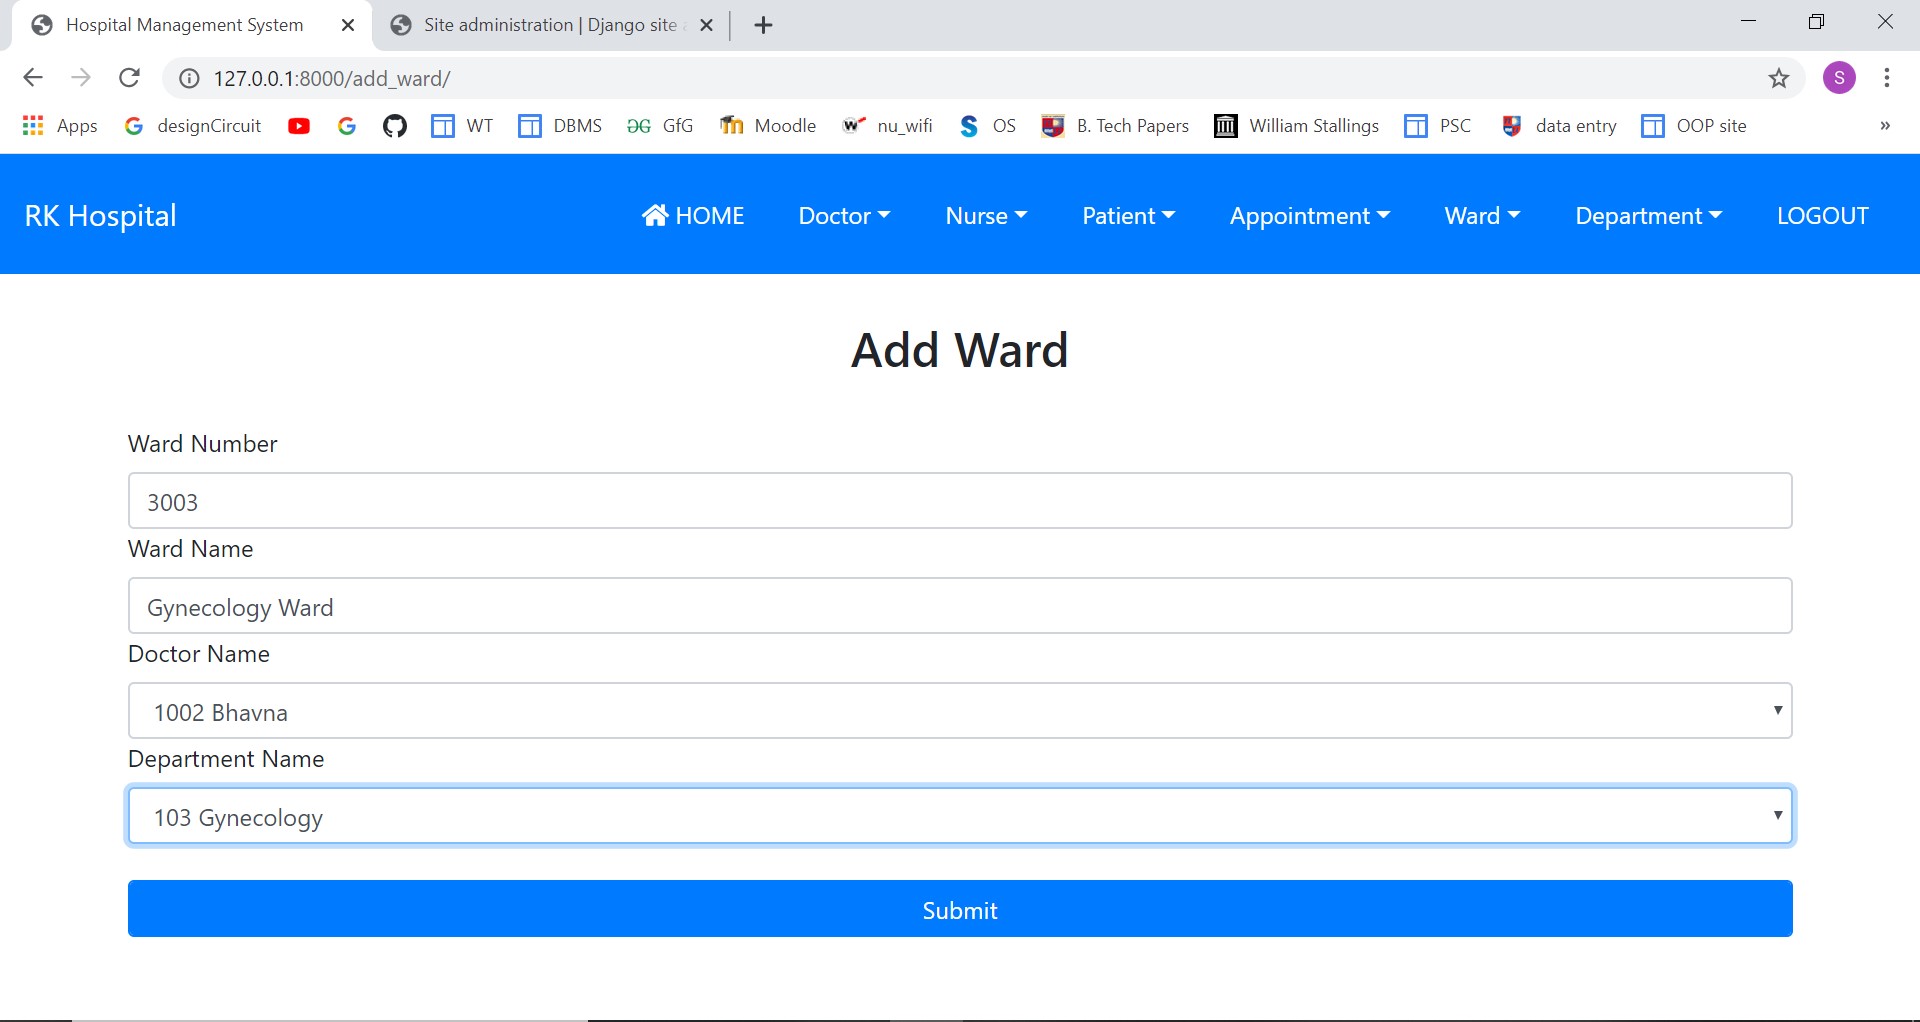 Hospital Management System
Site administration | Django site
127.0.0.1:8000/add_ward/
S
Apps designCircuit WT DBMS GfG Moodle nu_wifi OS B. Tech Papers William Stallings PSC data entry OOP site »
RK Hospital HOME Doctor Nurse Patient Appointment Ward Department LOGOUT
Add Ward
Ward Number
3003
Ward Name
Gynecology Ward
Doctor Name
1002 Bhavna
Department Name
103 Gynecology
Submit